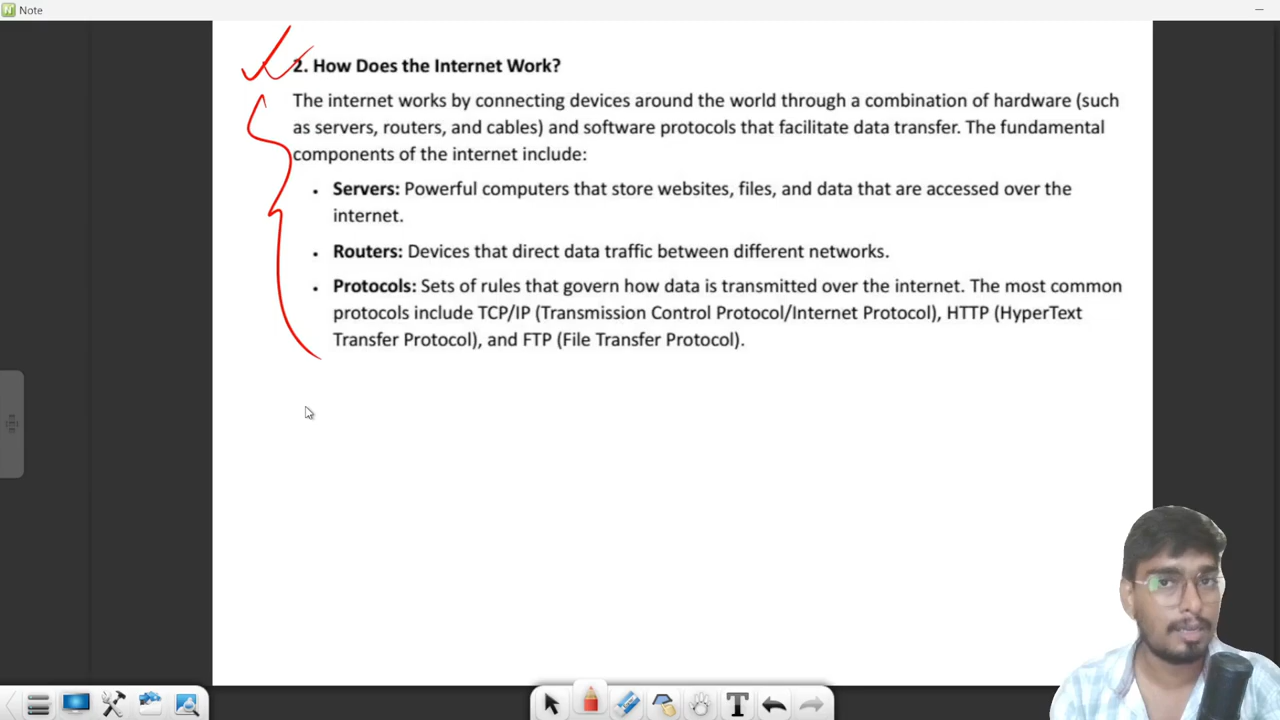 Note
2. How Does the Internet Work?
The internet works by connecting devices around the world through a combination of hardware (such
as servers, routers, and cables) and software protocols that facilitate data transfer. The fundamental
components of the internet include:
• Servers: Powerful computers that store websites, files, and data that are accessed over the
internet.
• Routers: Devices that direct data traffic between different networks.
• Protocols: Sets of rules that govern how data is transmitted over the internet. The most common
protocols include TCP/IP (Transmission Control Protocol/Internet Protocol), HTTP (HyperText
Transfer Protocol), and FTP (File Transfer Protocol).